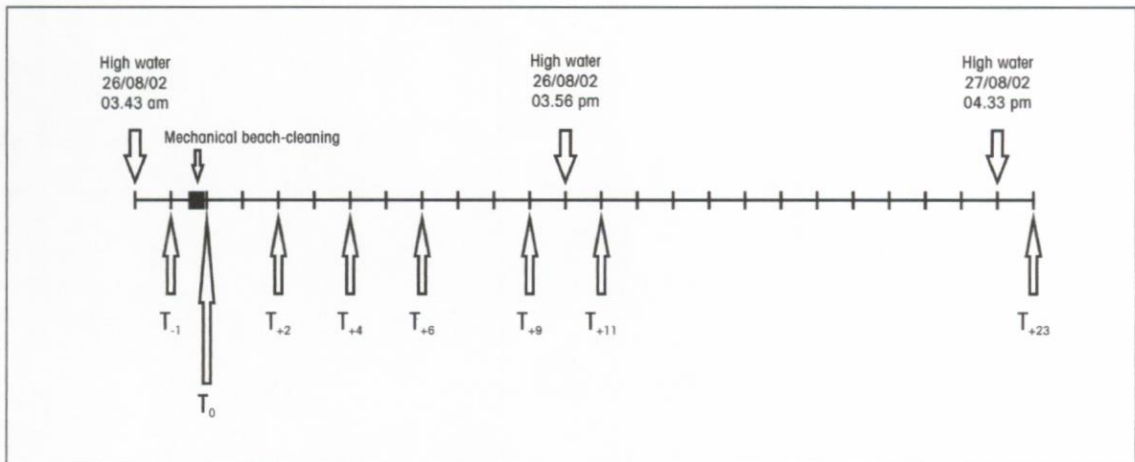 High water
26/08/02
03.43 am
Mechanical beach-cleaning
High water
26/08/02
03.56 pm
High water
27/08/02
04.33 pm
T-1
T0
T+2
T+4
T+6
T+9
T+11
T+23